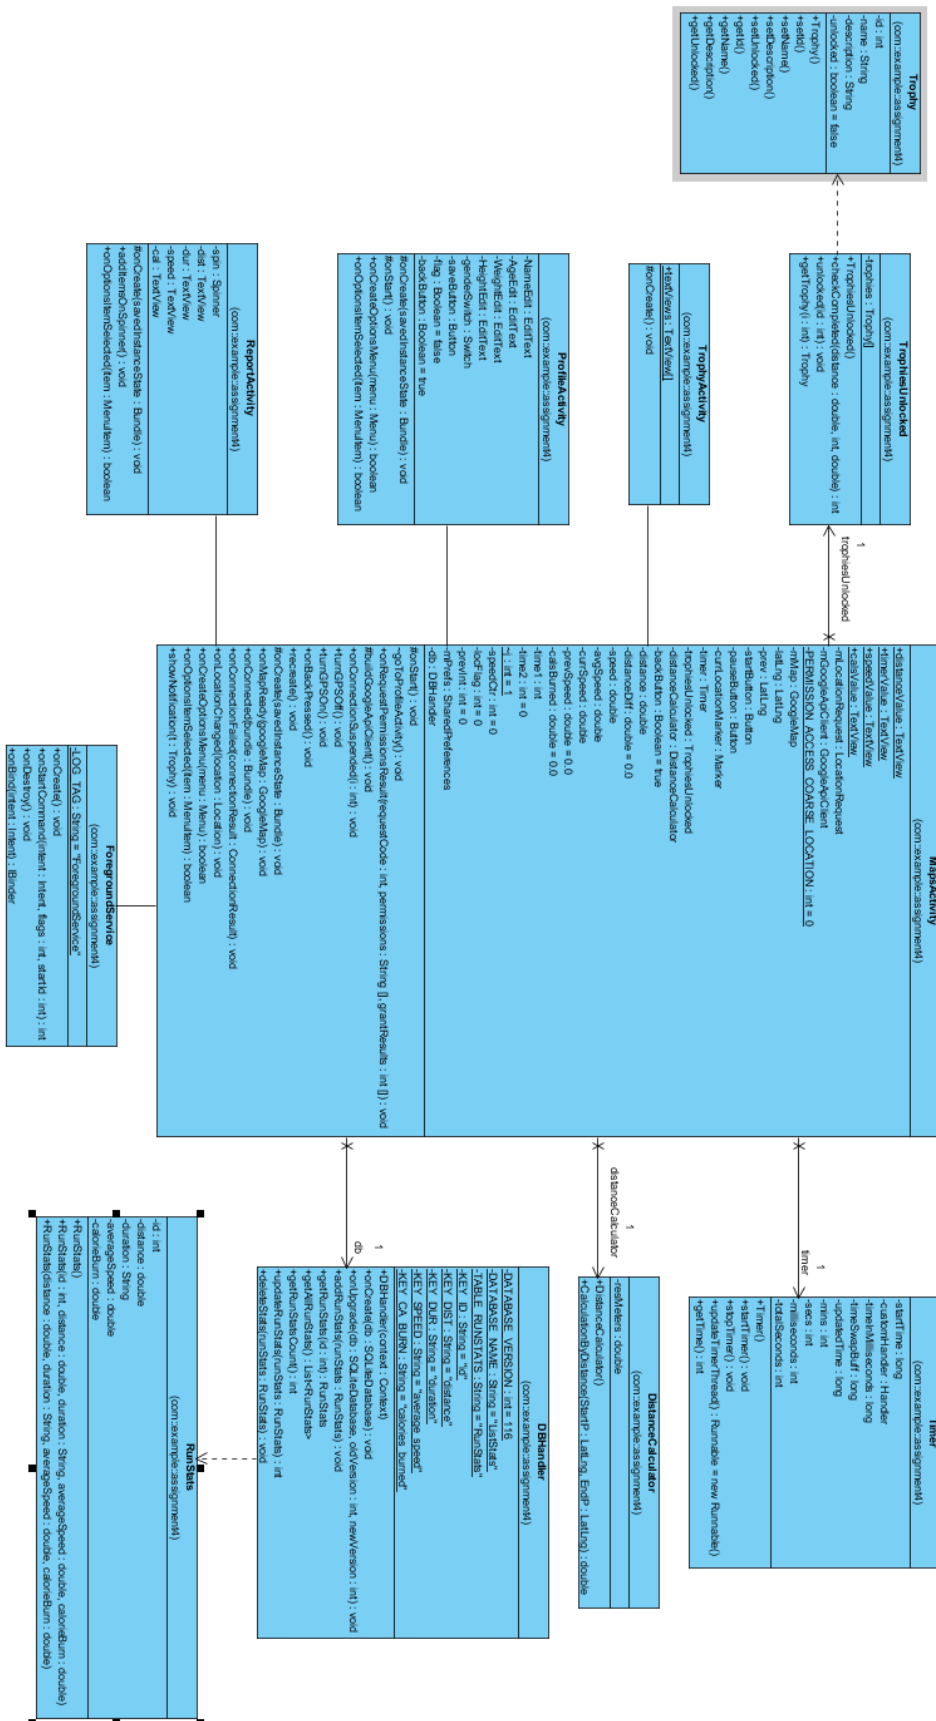 Trophy
(com::example::assignment4)
-id : int
-name : String
-description : String
-unlocked : boolean = false
+Trophy()
+setId()
+setName()
+setDescription()
+setUnlocked()
+getId()
+getName()
+getDescription()
+getUnlocked()
TrophiesUnlocked
(com::example::assignment4)
-trophies : Trophy[]
+TrophiesUnlocked()
+checkCompleted(distance : double, int, double) : int
+unlocked(id : int) : void
+getTrophy(i : int) : Trophy
1
trophiesUnlocked
TrophyActivity
(com::example::assignment4)
+textViews : TextView[]
#onCreate() : void
ProfileActivity
(com::example::assignment4)
-NameEdit : EditText
-AgeEdit : EditText
-WeightEdit : EditText
-HeightEdit : EditText
-genderSwitch : Switch
-saveButton : Button
-flag : Boolean = false
-backButton : Boolean = true
#onCreate(savedInstanceState : Bundle) : void
#onStart() : void
+onCreateOptionsMenu(menu : Menu) : boolean
+onOptionsItemSelected(item : MenuItem) : boolean
ReportActivity
(com::example::assignment4)
-spin : Spinner
-dist : TextView
-dur : TextView
-speed : TextView
-cal : TextView
#onCreate(savedInstanceState : Bundle) : void
+addItemsOnSpinner() : void
+onOptionsItemSelected(item : MenuItem) : boolean
MapsActivity
(com::example::assignment4)
+distanceValue : TextView
+timerValue : TextView
+speedValue : TextView
+calsValue : TextView
-mLocationRequest : LocationRequest
-mGoogleApiClient : GoogleApiClient
-PERMISSION_ACCESS_COARSE_LOCATION : int = 0
-mMap : GoogleMap
-latLng : LatLng
-prev : LatLng
-startButton : Button
-pauseButton : Button
-currLocationMarker : Marker
-timer : Timer
-trophiesUnlocked : TrophiesUnlocked
-distanceCalculator : DistanceCalculator
-backButton : Boolean = true
-distance : double
-distanceDiff : double = 0.0
-speed : double
-avgSpeed : double
-currSpeed : double
-prevSpeed : double = 0.0
-calsBurned : double = 0.0
-time1 : int
-time2 : int = 0
-i : int = 1
-speedCtr : int = 0
-locFlag : int = 0
-prevInt : int = 0
-mPrefs : SharedPreferences
-db : DBHandler
#onStart() : void
~goToProfileActivity() : void
+onRequestPermissionsResult(requestCode : int, permissions : String [], grantResults : int []) : void
#buildGoogleApiClient() : void
+onConnectionSuspended(i : int) : void
+turnGPSOff() : void
+turnGPSOn() : void
+onBackPressed() : void
+recreate() : void
#onCreate(savedInstanceState : Bundle) : void
+onMapReady(googleMap : GoogleMap) : void
+onConnected(bundle : Bundle) : void
+onConnectionFailed(connectionResult : ConnectionResult) : void
+onLocationChanged(location : Location) : void
+onCreateOptionsMenu(menu : Menu) : boolean
+onOptionsItemSelected(item : MenuItem) : boolean
+showNotification(t : Trophy) : void
ForegroundService
(com::example::assignment4)
-LOG_TAG : String = "ForegroundService"
+onCreate() : void
+onStartCommand(intent : Intent, flags : int, startId : int) : int
+onDestroy() : void
+onBind(intent : Intent) : IBinder
1
timer
Timer
(com::example::assignment4)
-startTime : long
-customHandler : Handler
-timeInMilliseconds : long
-timeSwapBuff : long
-updatedTime : long
-mins : int
-secs : int
-milliseconds : int
-totalSeconds : int
+Timer()
+startTimer() : void
+stopTimer() : void
+updateTimerThread() : Runnable = new Runnable()
+getTime() : int
1
distanceCalculator
DistanceCalculator
(com::example::assignment4)
-resMeters : double
+DistanceCalculator()
+CalculationByDistance(StartP : LatLng, EndP : LatLng) : double
1
db
DBHandler
(com::example::assignment4)
-DATABASE_VERSION : int = 116
-DATABASE_NAME : String = "ListStats"
-TABLE_RUNSTATS : String = "RunStats"
-KEY_ID : String = "id"
-KEY_DIST : String = "distance"
-KEY_DUR : String = "duration"
-KEY_SPEED : String = "average_speed"
-KEY_CA_BURN : String = "calories_burned"
+DBHandler(context : Context)
+onCreate(db : SQLiteDatabase) : void
+onUpgrade(db : SQLiteDatabase, oldVersion : int, newVersion : int) : void
+addRunStats(runStats : RunStats) : void
+getRunStats(id : int) : RunStats
+getAllRunStats() : List<RunStats>
+getRunStatsCount() : int
+updateRunStats(runStats : RunStats) : int
+deleteStats(runStats : RunStats) : void
RunStats
(com::example::assignment4)
-id : int
-distance : double
-duration : String
-averageSpeed : double
-calorieBurn : double
+RunStats()
+RunStats(id : int, distance : double, duration : String, averageSpeed : double, calorieBurn : double)
+RunStats(distance : double, duration : String, averageSpeed : double, calorieBurn : double)